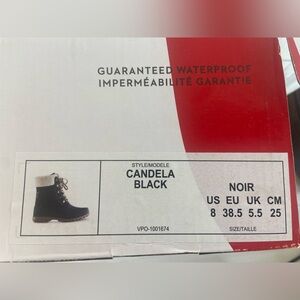 GUARANTEED WATERPROOF
IMPERMÉABILITÉ GARANTIE
STYLE/MODELE
CANDELA
BLACK
VPO-1001674
NOIR
US EU UK CM
8 38.5 5.5 25
SIZE/TAILLE